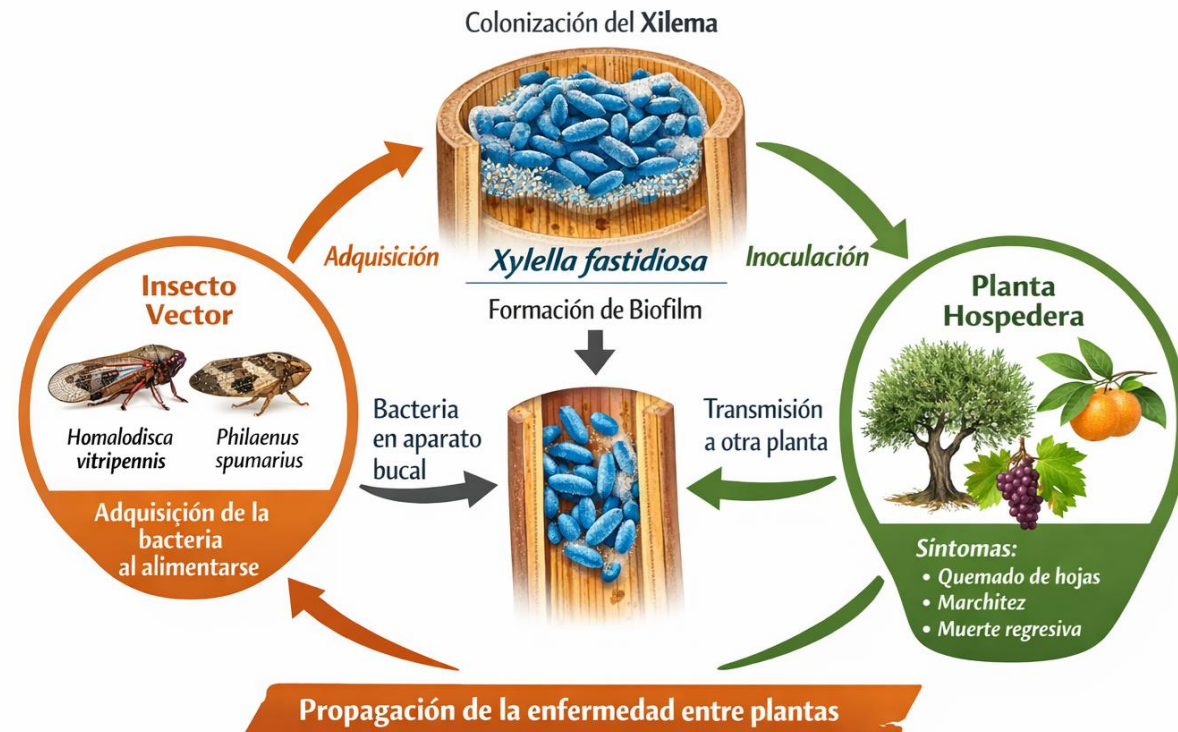 Colonización del Xilema
Adquisición
Xylella fastidiosa
Inoculación
Formación de Biofilm
Insecto
Vector
Homalodisca
vitripennis
Philaenus
spumarius
Adquisición de la
bacteria
al alimentarse
Bacteria
en aparato
bucal
Transmisión
a otra planta
Planta
Hospedera
Síntomas:
• Quemado de hojas
• Marchitez
• Muerte regresiva
Propagación de la enfermedad entre plantas